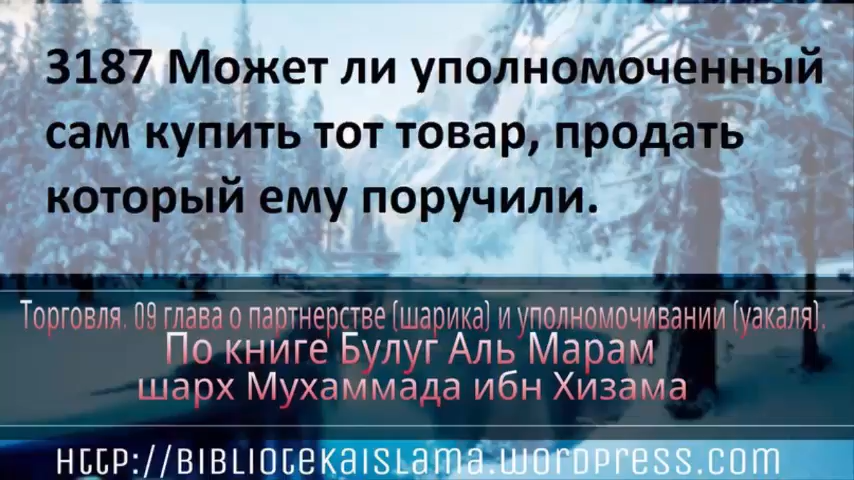 3187 Может ли уполномоченный
сам купить тот товар, продать
который ему поручили.
Торговля. 09 глава о партнерстве (шарика) и уполномочивании (уакаля).
По книге Булуг Аль Марам
шарх Мухаммада ибн Хизама
http://bibliotekaislama.wordpress.com